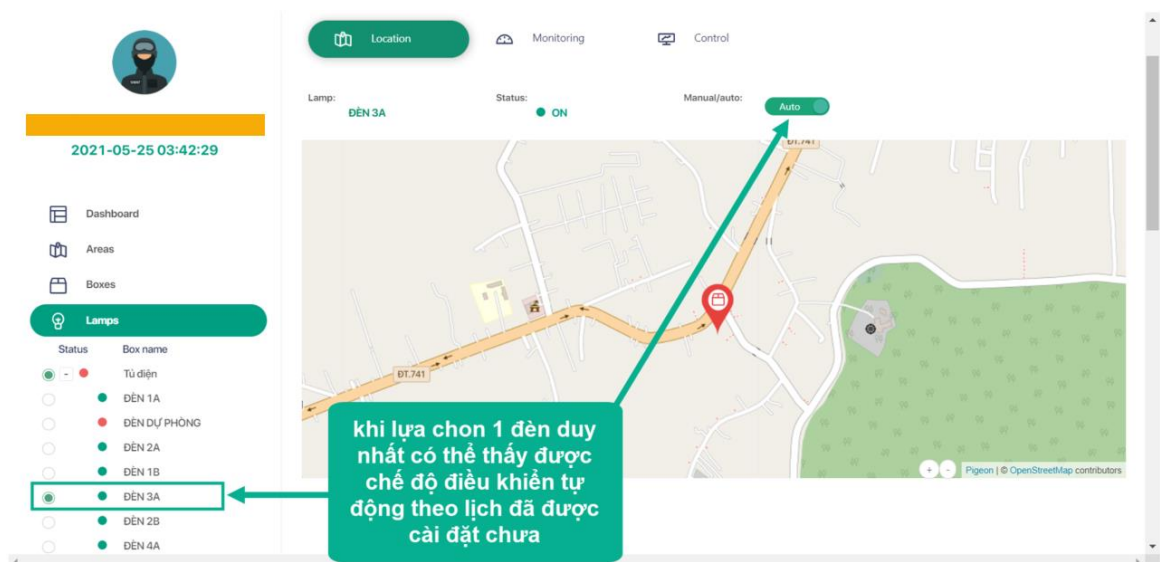 Location
Monitoring
Control
Lamp:
ĐÈN 3A
Status:
ON
Manual/auto:
Auto
2021-05-25 03:42:29
Dashboard
Areas
Boxes
Lamps
Status Box name
- Tủ điện
ĐÈN 1A
ĐÈN DỰ PHÒNG
ĐÈN 2A
ĐÈN 1B
ĐÈN 3A
ĐÈN 2B
ĐÈN 4A
ĐT.741
ĐT.741
khi lựa chon 1 đèn duy
nhất có thể thấy được
chế độ điều khiển tự
động theo lịch đã được
cài đặt chưa
+ -
Pigeon | © OpenStreetMap contributors